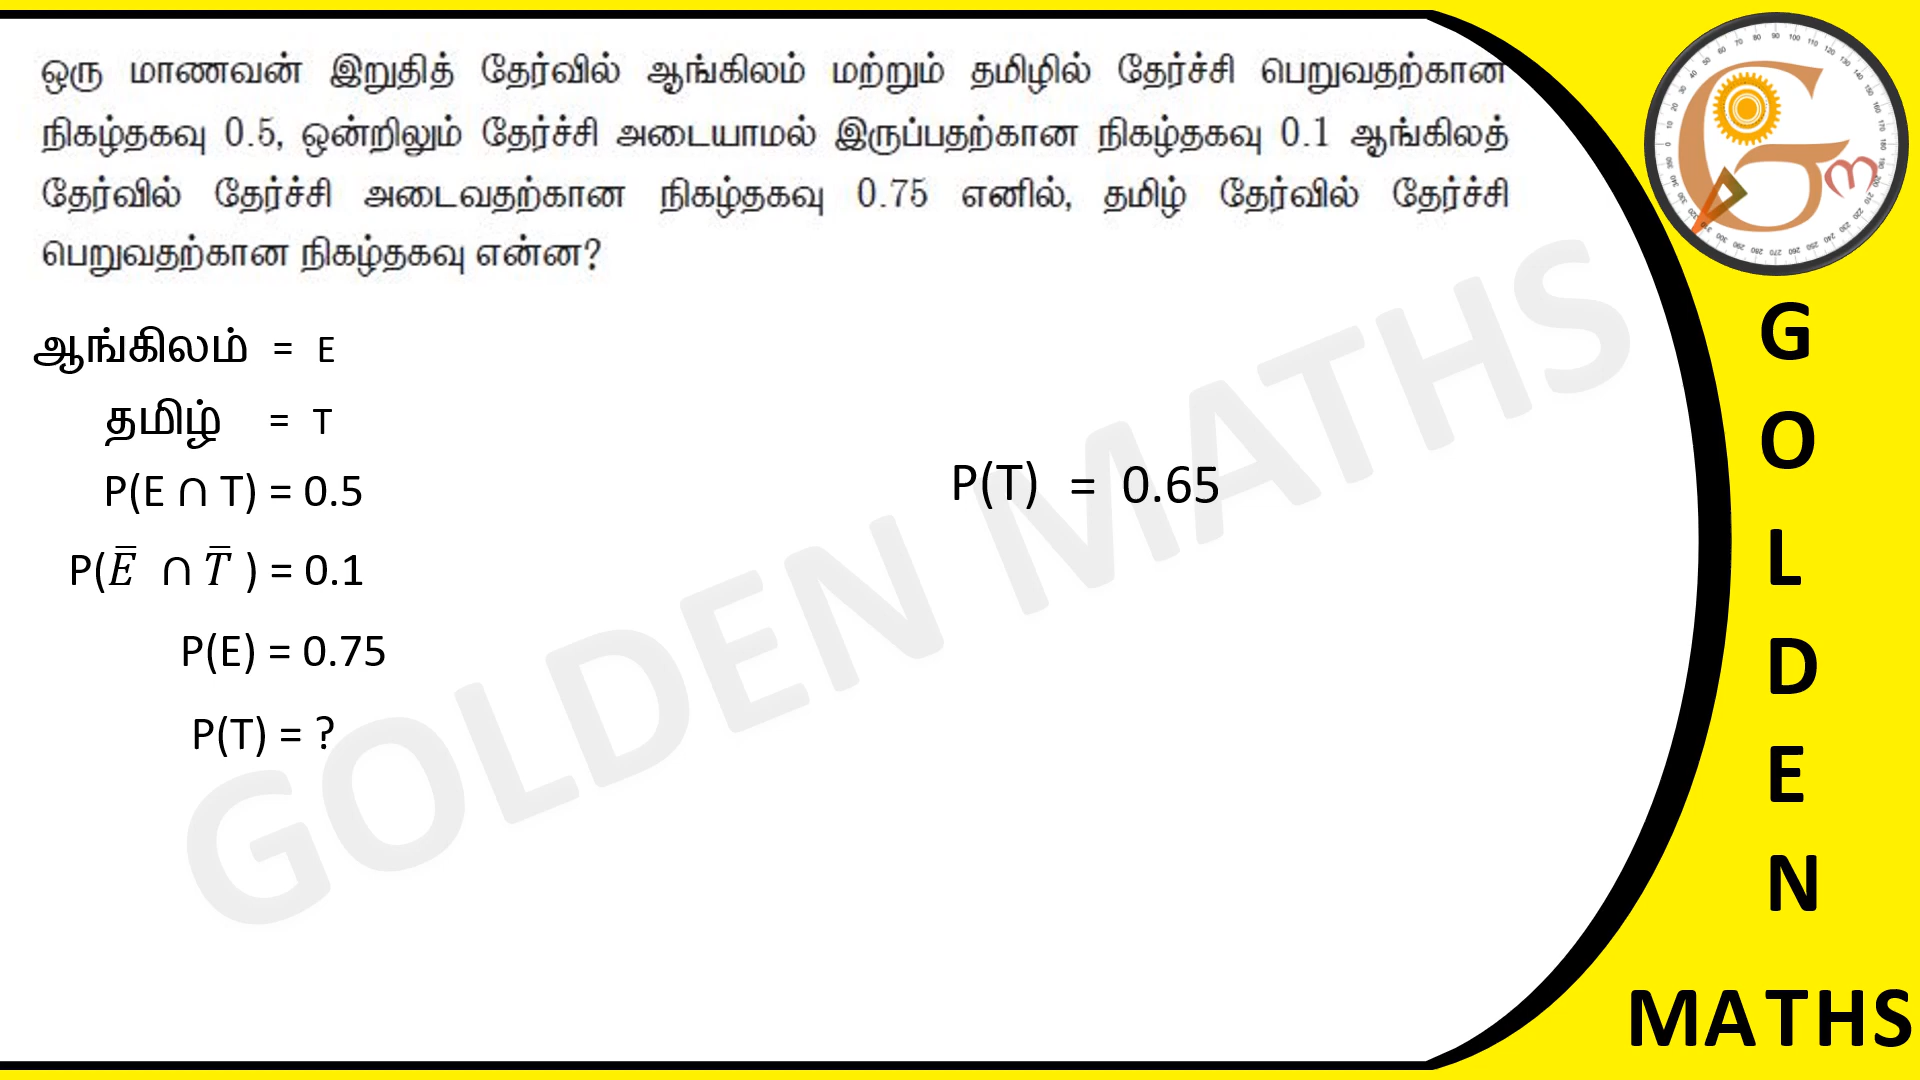 ஒரு மாணவன் இறுதித் தேர்வில் ஆங்கிலம் மற்றும் தமிழில் தேர்ச்சி பெறுவதற்கான
நிகழ்தகவு 0.5, ஒன்றிலும் தேர்ச்சி அடையாமல் இருப்பதற்கான நிகழ்தகவு 0.1 ஆங்கிலத்
தேர்வில் தேர்ச்சி அடைவதற்கான நிகழ்தகவு 0.75 எனில், தமிழ் தேர்வில் தேர்ச்சி
பெறுவதற்கான நிகழ்தகவு என்ன?
ஆங்கிலம் = E
தமிழ் = T
P(E ∩ T) = 0.5
P(E̅ ∩ T̅ ) = 0.1
P(E) = 0.75
P(T) = ?
P(T) = 0.65
GOLDEN MATHS
G
O
L
D
E
N
MATHS